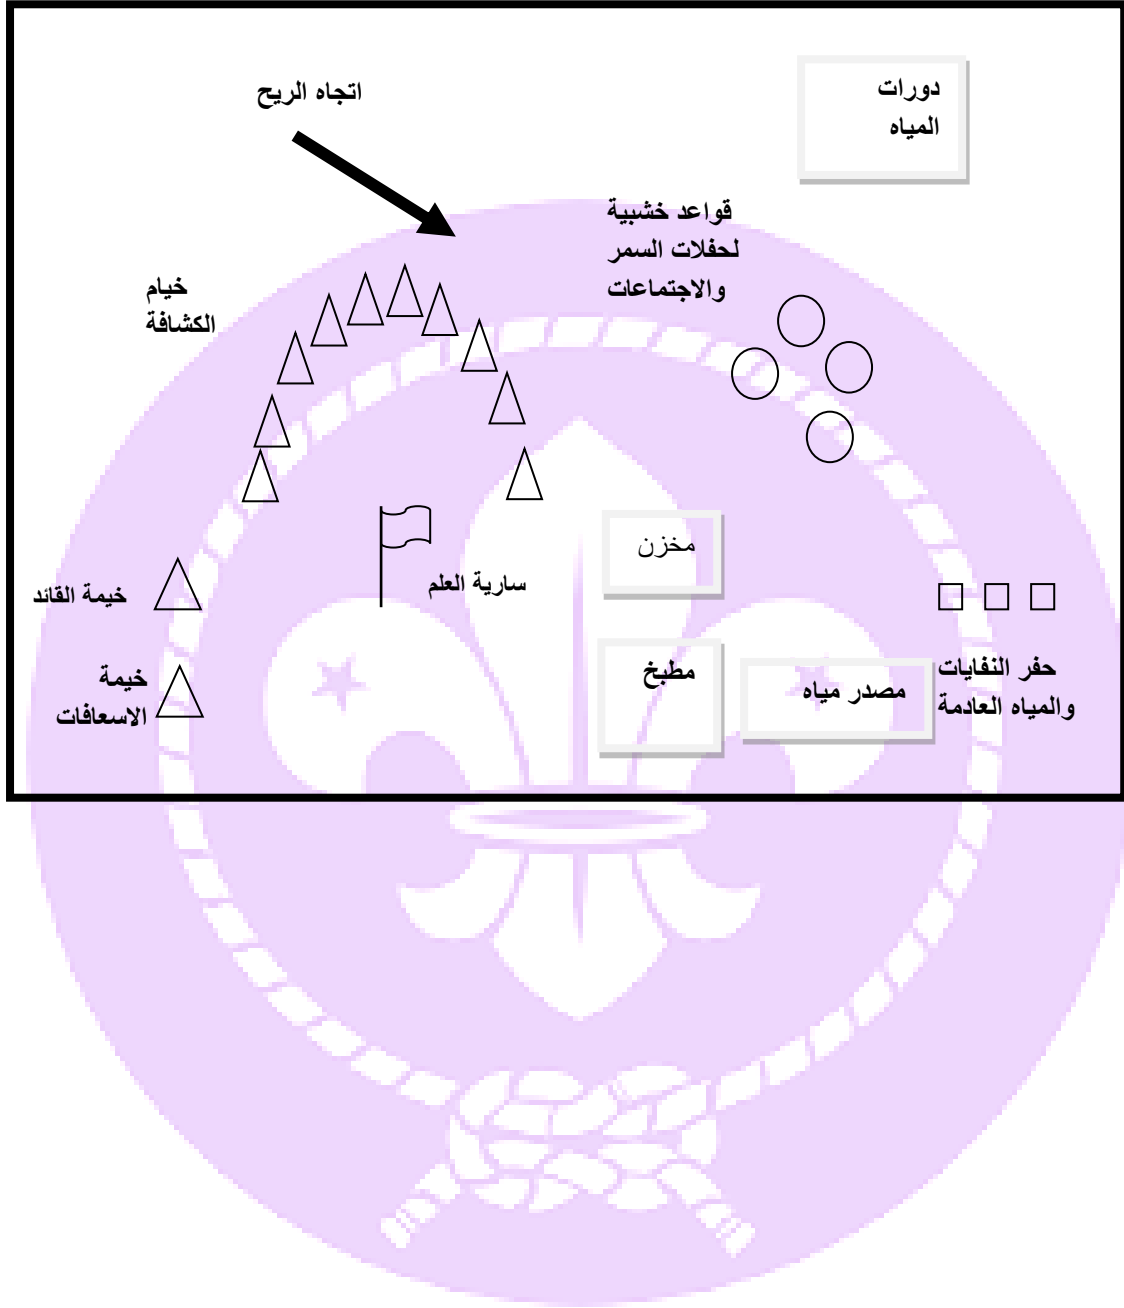 دورات
المياه
اتجاه الريح
قواعد خشبية
لحفلات السمر
والاجتماعات
خيام
الكشافة
مخزن
سارية العلم
خيمة القائد
حفر النفايات
والمياه العادمة
مصدر مياه
مطبخ
خيمة
الاسعافات